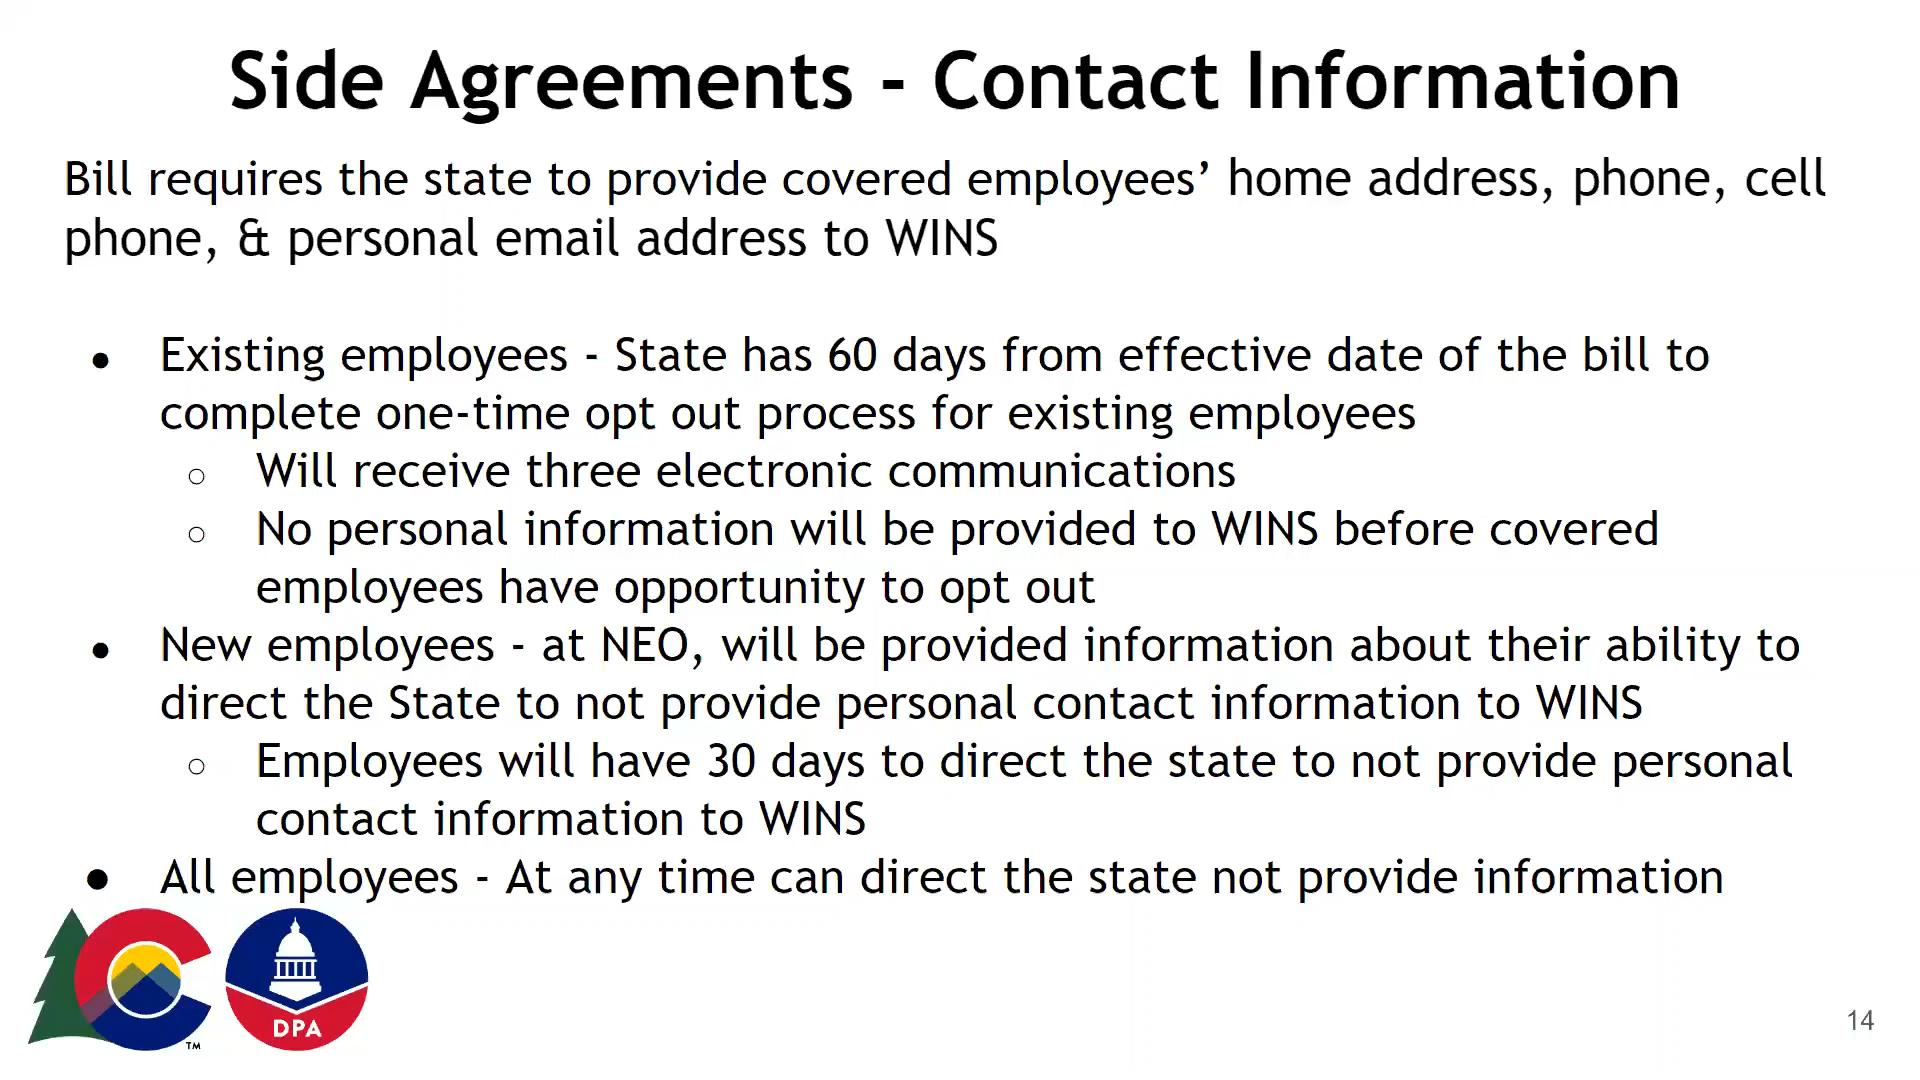 Side Agreements - Contact Information
Bill requires the state to provide covered employees’ home address, phone, cell
phone, & personal email address to WINS
● Existing employees - State has 60 days from effective date of the bill to
complete one-time opt out process for existing employees
○ Will receive three electronic communications
○ No personal information will be provided to WINS before covered
employees have opportunity to opt out
● New employees - at NEO, will be provided information about their ability to
direct the State to not provide personal contact information to WINS
○ Employees will have 30 days to direct the state to not provide personal
contact information to WINS
● All employees - At any time can direct the state not provide information
TM
DPA
14